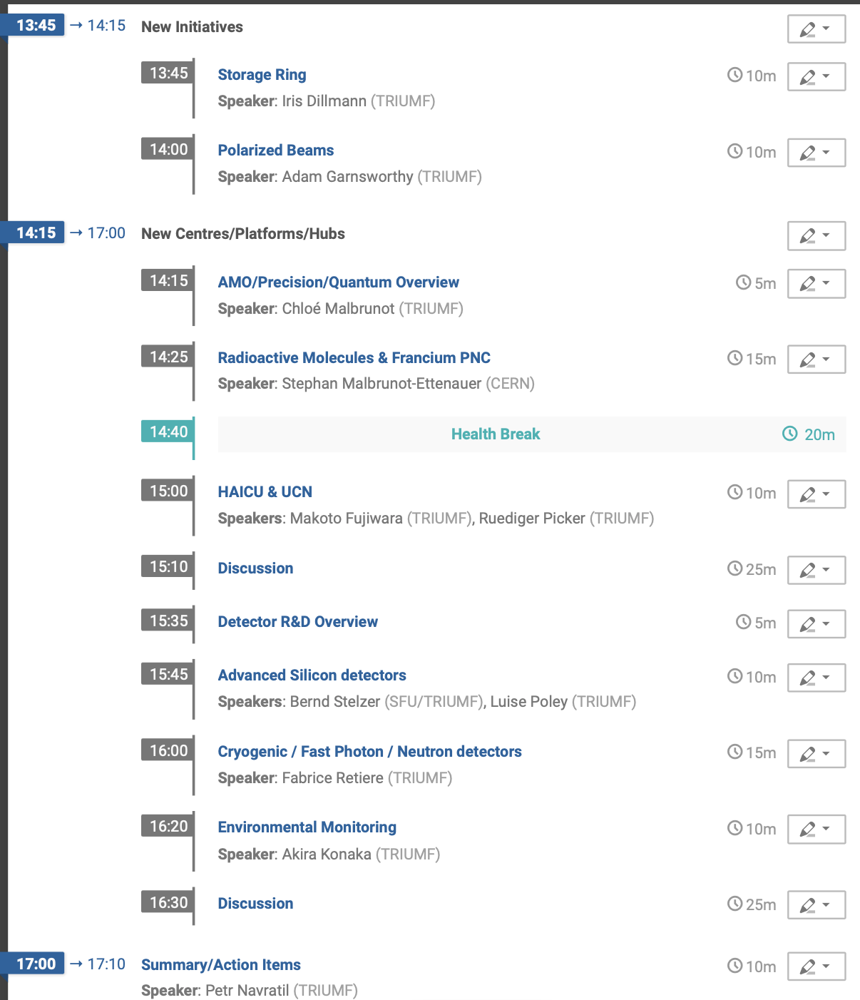 13:45 → 14:15 New Initiatives
13:45 Storage Ring 10m
Speaker: Iris Dillmann (TRIUMF)
14:00 Polarized Beams 10m
Speaker: Adam Garnsworthy (TRIUMF)
14:15 → 17:00 New Centres/Platforms/Hubs
14:15 AMO/Precision/Quantum Overview 5m
Speaker: Chloé Malbrunot (TRIUMF)
14:25 Radioactive Molecules & Francium PNC 15m
Speaker: Stephan Malbrunot-Ettenauer (CERN)
14:40 Health Break 20m
15:00 HAICU & UCN 10m
Speakers: Makoto Fujiwara (TRIUMF), Ruediger Picker (TRIUMF)
15:10 Discussion 25m
15:35 Detector R&D Overview 5m
15:45 Advanced Silicon detectors 10m
Speakers: Bernd Stelzer (SFU/TRIUMF), Luise Poley (TRIUMF)
16:00 Cryogenic / Fast Photon / Neutron detectors 15m
Speaker: Fabrice Retiere (TRIUMF)
16:20 Environmental Monitoring 10m
Speaker: Akira Konaka (TRIUMF)
16:30 Discussion 25m
17:00 → 17:10 Summary/Action Items 10m
Speaker: Petr Navratil (TRIUMF)